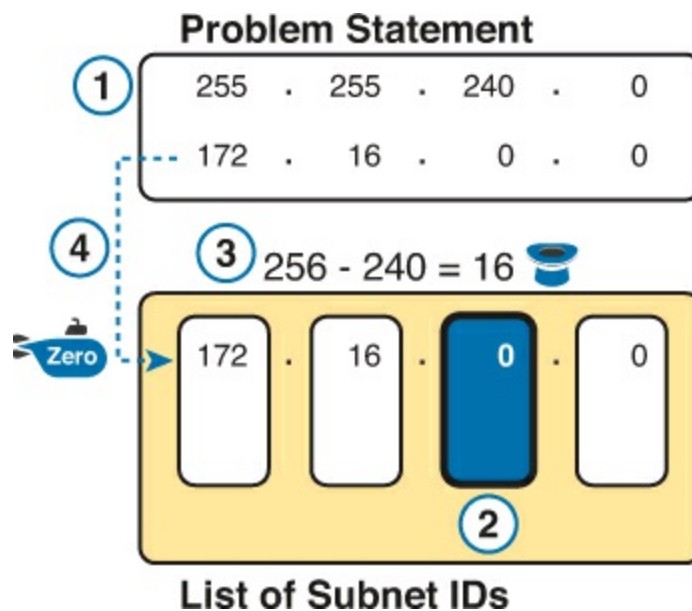 Problem Statement
1
255 . 255 . 240 . 0
172 . 16 . 0 . 0
4
3
256 - 240 = 16
Zero
172 . 16 . 0 . 0
2
List of Subnet IDs